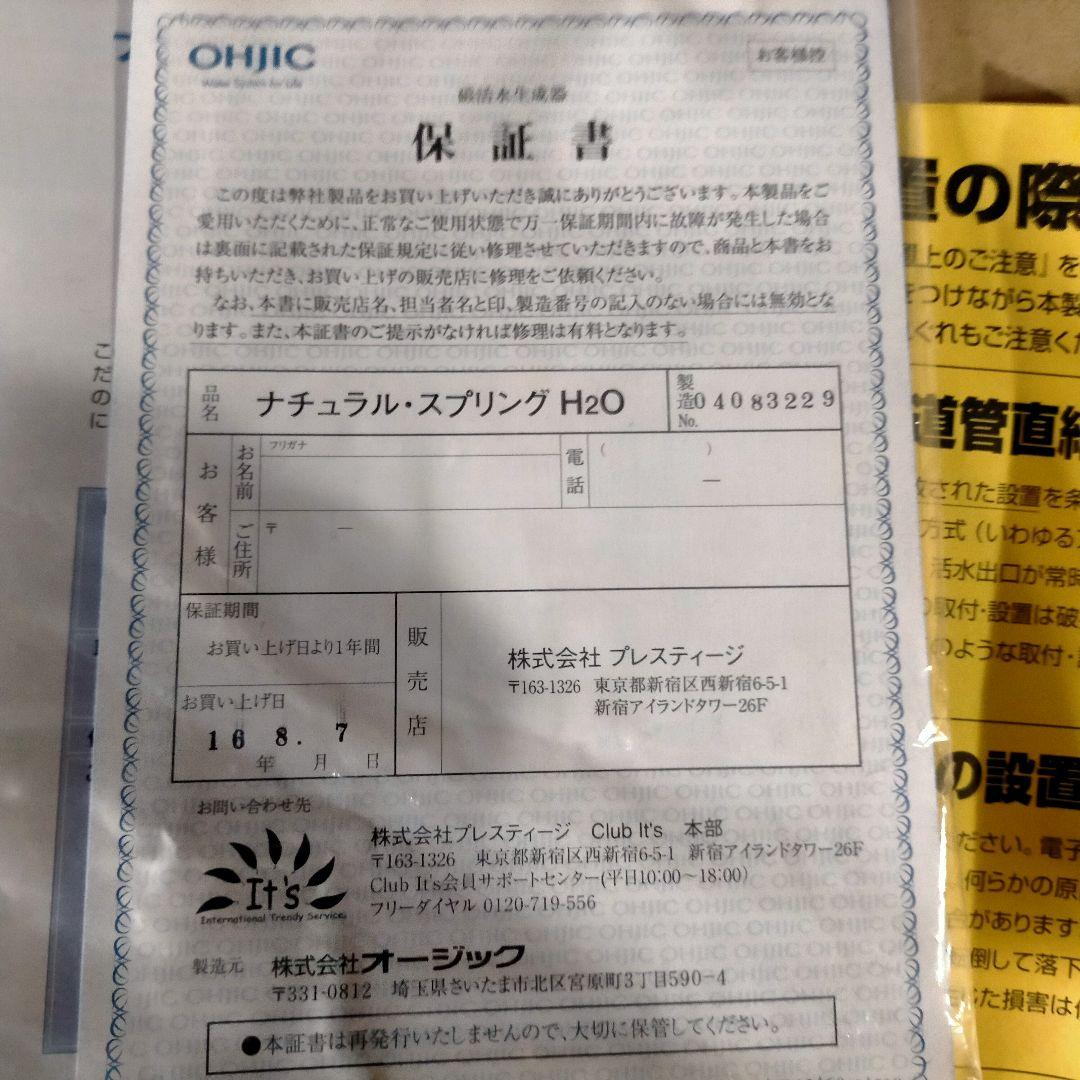 OHJIC
Water System for Life
お客様控
磁活水生成器
保証書
この度は弊社製品をお買い上げいただき誠にありがとうございます。本製品をご
愛用いただくために、正常なご使用状態で万一保証期間内に故障が発生した場合
は裏面に記載された保証規定に従い修理させていただきますので、商品と本書をお
持ちいただき、お買い上げの販売店に修理をご依頼ください。
なお、本書に販売店名、担当者名と印、製造番号の記入のない場合には無効とな
ります。また、本証書のご提示がなければ修理は有料となります。
品名 ナチュラル・スプリング H2O 製造No. 04083229
お客様
お名前 フリガナ
電話 ( ) ー
ご住所 〒 ー
保証期間
お買い上げ日より1年間
お買い上げ日
16 8. 7
年 月 日
販売店
株式会社 プレスティージ
〒163-1326 東京都新宿区西新宿6-5-1
新宿アイランドタワー26F
お問い合わせ先
It's
International Trendy Service
株式会社プレスティージ Club It's 本部
〒163-1326 東京都新宿区西新宿6-5-1 新宿アイランドタワー26F
Club It's会員サポートセンター(平日10:00〜18:00)
フリーダイヤル 0120-719-556
製造元 株式会社オージック
〒331-0812 埼玉県さいたま市北区宮原町3丁目590-4
●本証書は再発行いたしませんので、大切に保管してください。
こ
だ
の
に
置の際
上のご注意」を
つけながら本製
ぐれもご注意くだ
道管直結
された設置を条
方式(いわゆる
活水出口が常時
取付・設置は破
のような取付・
の設置
ださい。電子
何らかの原
合があります
転倒して落下
じた損害は